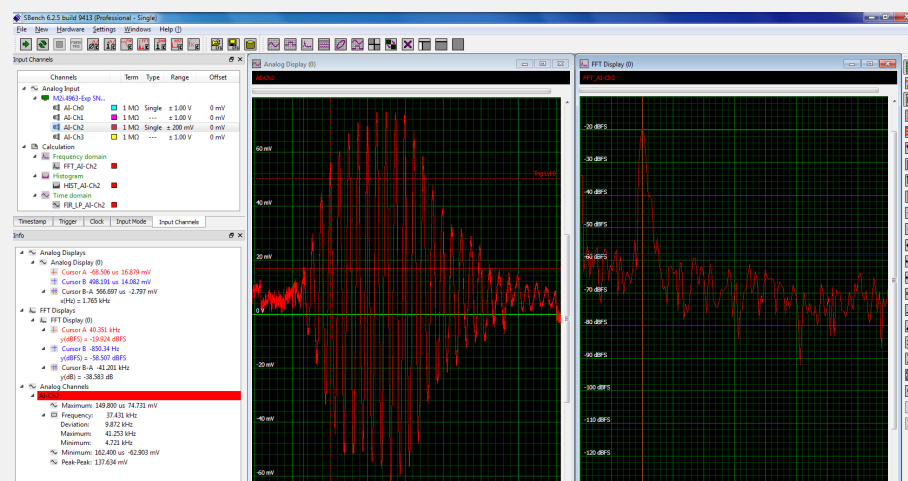 SBench 6.2.5 build 9413 (Professional - Single)
File New Hardware Settings Windows Help (?)
Input Channels
Channels Term Type Range Offset
Analog Input
M2i.4963-Exp SN...
AI-Ch0 1 MΩ Single ± 1.00 V 0 mV
AI-Ch1 1 MΩ --- ± 1.00 V 0 mV
AI-Ch2 1 MΩ Single ± 200 mV 0 mV
AI-Ch3 1 MΩ --- ± 1.00 V 0 mV
Calculation
Frequency domain
FFT_AI-Ch2
Histogram
HIST_AI-Ch2
Time domain
FIR_LP_AI-Ch2
Timestamp Trigger Clock Input Mode Input Channels
Info
Analog Displays
Analog Display (0)
Cursor A -68.506 us 16.879 mV
Cursor B 498.191 us 14.082 mV
Cursor B-A 566.697 us -2.797 mV
x(Hz) = 1.765 kHz
FFT Displays
FFT Display (0)
Cursor A 40.351 kHz
y(dBFS) = -19.924 dBFS
Cursor B -850.34 Hz
y(dBFS) = -58.507 dBFS
Cursor B-A -41.201 kHz
y(dB) = -38.583 dB
Analog Channels
AI-Ch2
Maximum: 149.800 us 74.731 mV
Frequency: 37.431 kHz
Deviation: 9.872 kHz
Maximum: 41.253 kHz
Minimum: 4.721 kHz
Minimum: 162.400 us -62.903 mV
Peak-Peak: 137.634 mV
Analog Display (0)
AI-Ch2
60 mV
40 mV
20 mV
0 V
-20 mV
-40 mV
-60 mV
FFT Display (0)
FFT_AI-Ch2
-20 dBFS
-30 dBFS
-40 dBFS
-50 dBFS
-60 dBFS
-70 dBFS
-80 dBFS
-90 dBFS
-100 dBFS
-110 dBFS
-120 dBFS